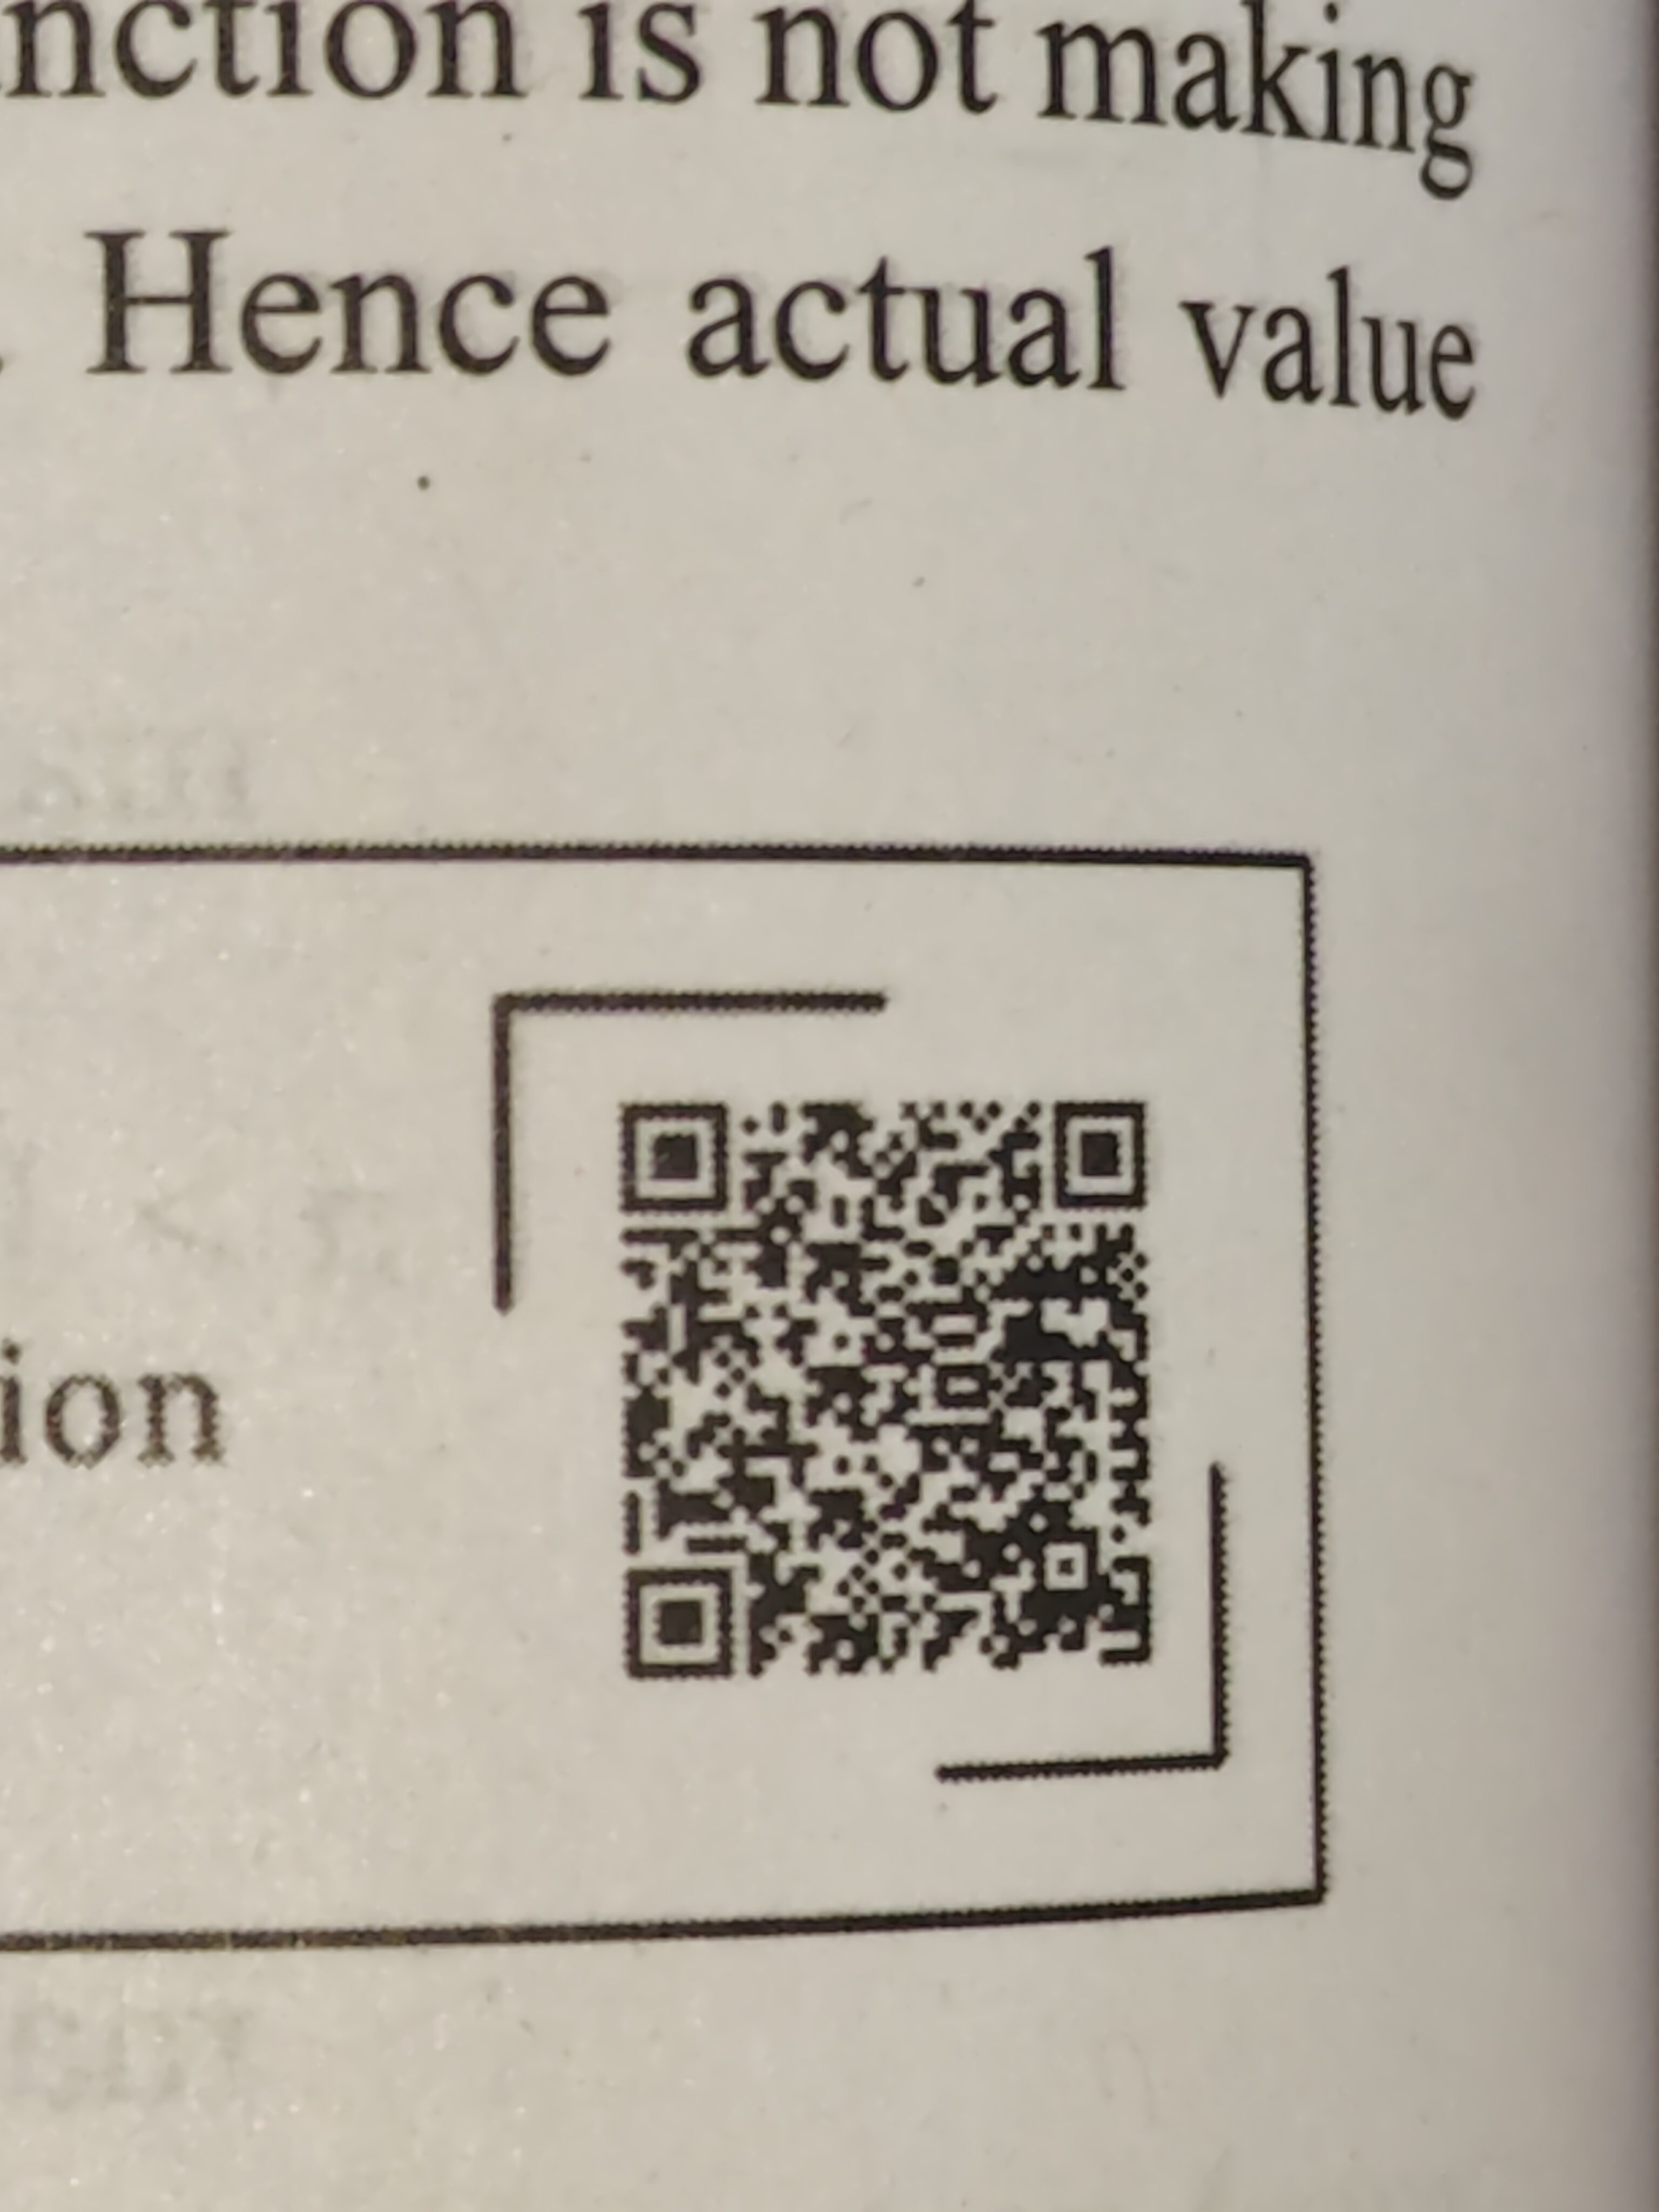 nction is not making
. Hence actual value
ion